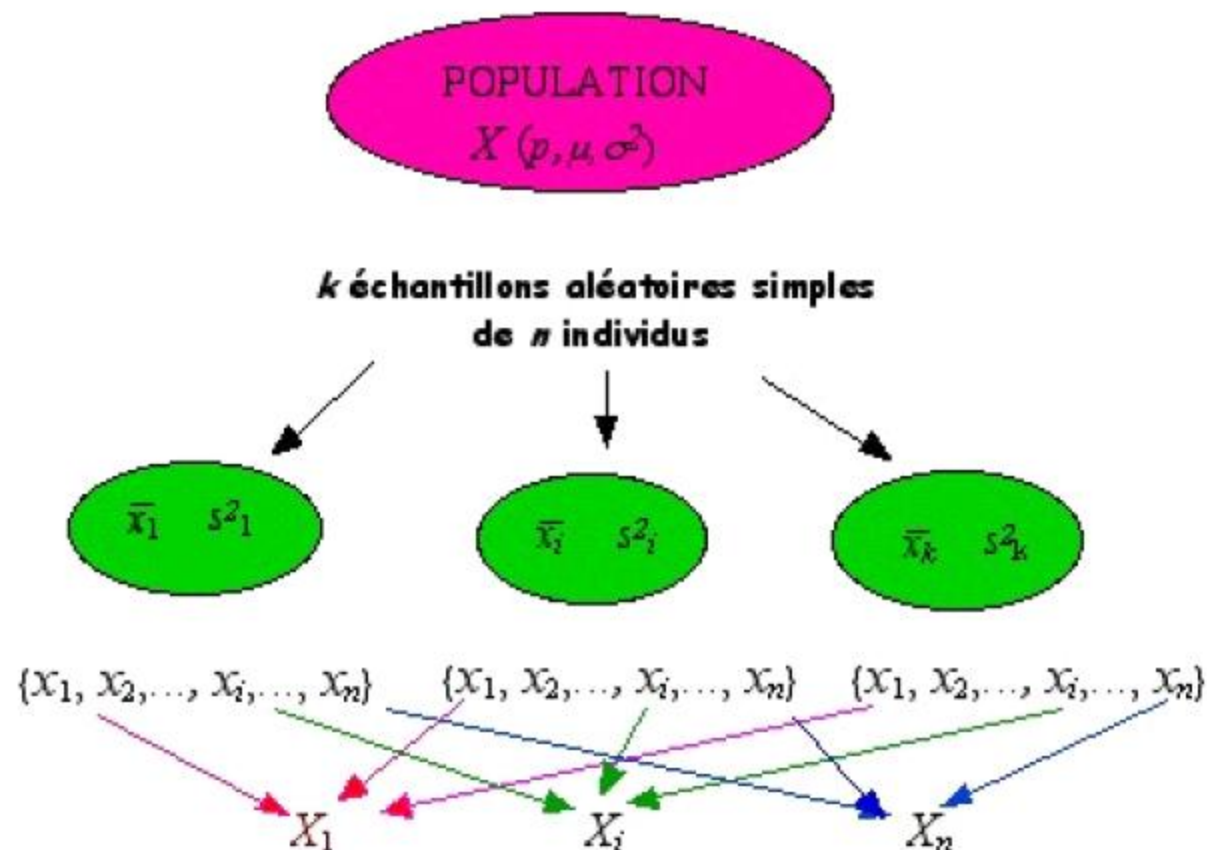 POPULATION
X (p, μ, σ²)
k échantillons aléatoires simples
de n individus
x̄₁ s²₁
x̄ᵢ s²ᵢ
x̄ₖ s²ₖ
{x₁, x₂,..., xᵢ,..., xₙ} {x₁, x₂,..., xᵢ,..., xₙ} {x₁, x₂,..., xᵢ,..., xₙ}
X₁ Xᵢ Xₙ